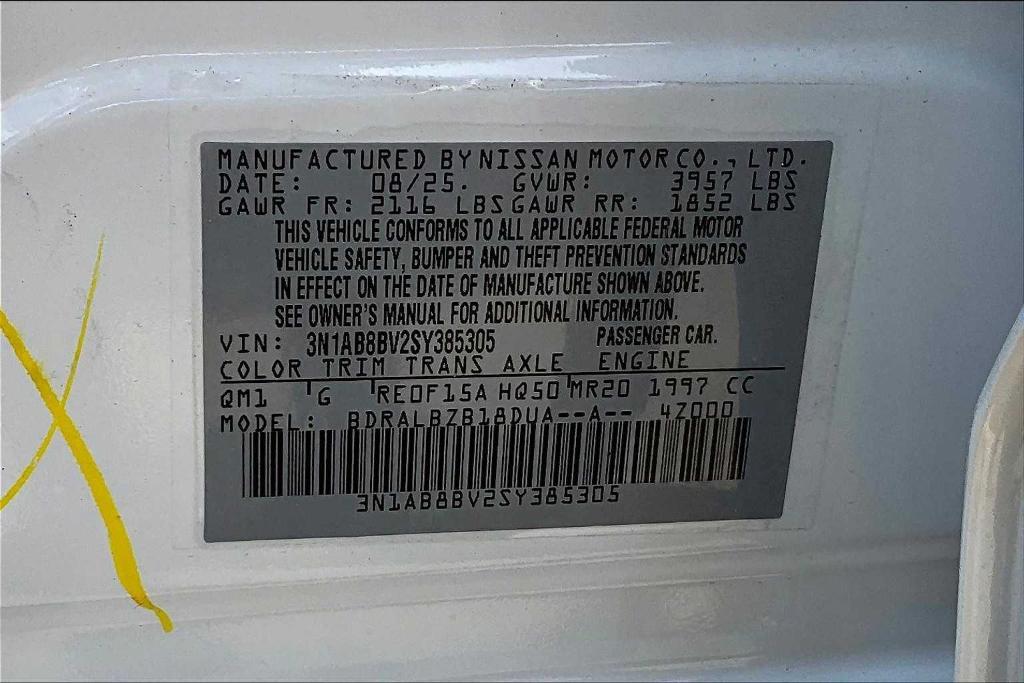 MANUFACTURED BY NISSAN MOTOR CO., LTD.
DATE: 08/25. GVWR: 3957 LBS
GAWR FR: 2116 LBS GAWR RR: 1852 LBS
THIS VEHICLE CONFORMS TO ALL APPLICABLE FEDERAL MOTOR
VEHICLE SAFETY, BUMPER AND THEFT PREVENTION STANDARDS
IN EFFECT ON THE DATE OF MANUFACTURE SHOWN ABOVE.
SEE OWNER'S MANUAL FOR ADDITIONAL INFORMATION.
VIN: 3N1AB8BV2SY385305 PASSENGER CAR.
COLOR TRIM TRANS AXLE ENGINE
QM1 G RE0F15A HQ50 MR20 1997 CC
MODEL: BDRALBZB18DUA--A-- 4Z000
3N1AB8BV2SY385305